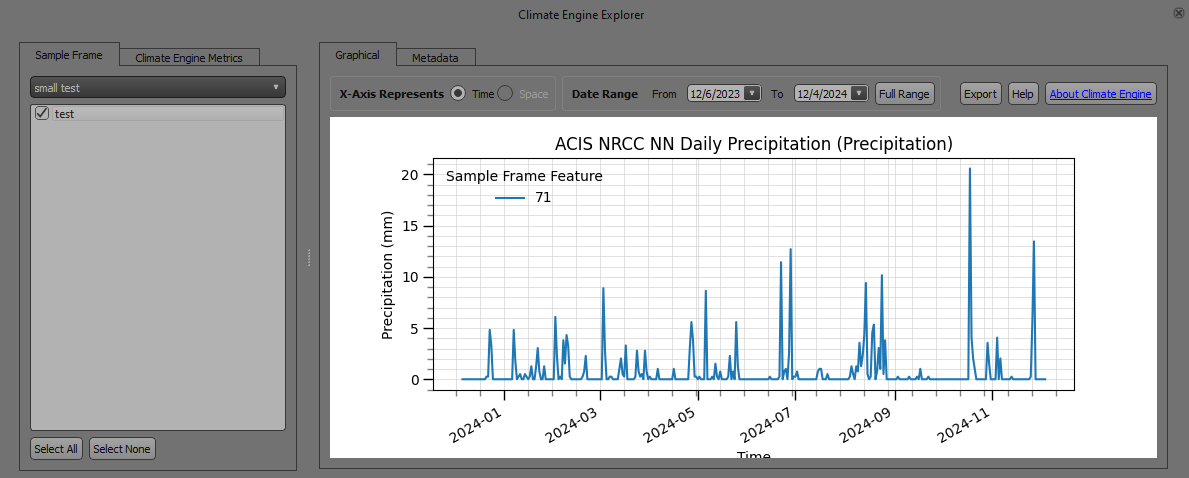 Climate Engine Explorer
Sample Frame
Climate Engine Metrics
small test
test
Select All
Select None
Graphical
Metadata
X-Axis Represents
Time
Space
Date Range
From
12/6/2023
To
12/4/2024
Full Range
Export
Help
About Climate Engine
ACIS NRCC NN Daily Precipitation (Precipitation)
Sample Frame Feature
71
Precipitation (mm)
20
15
10
5
0
2024-01
2024-03
2024-05
2024-07
2024-09
2024-11
Time